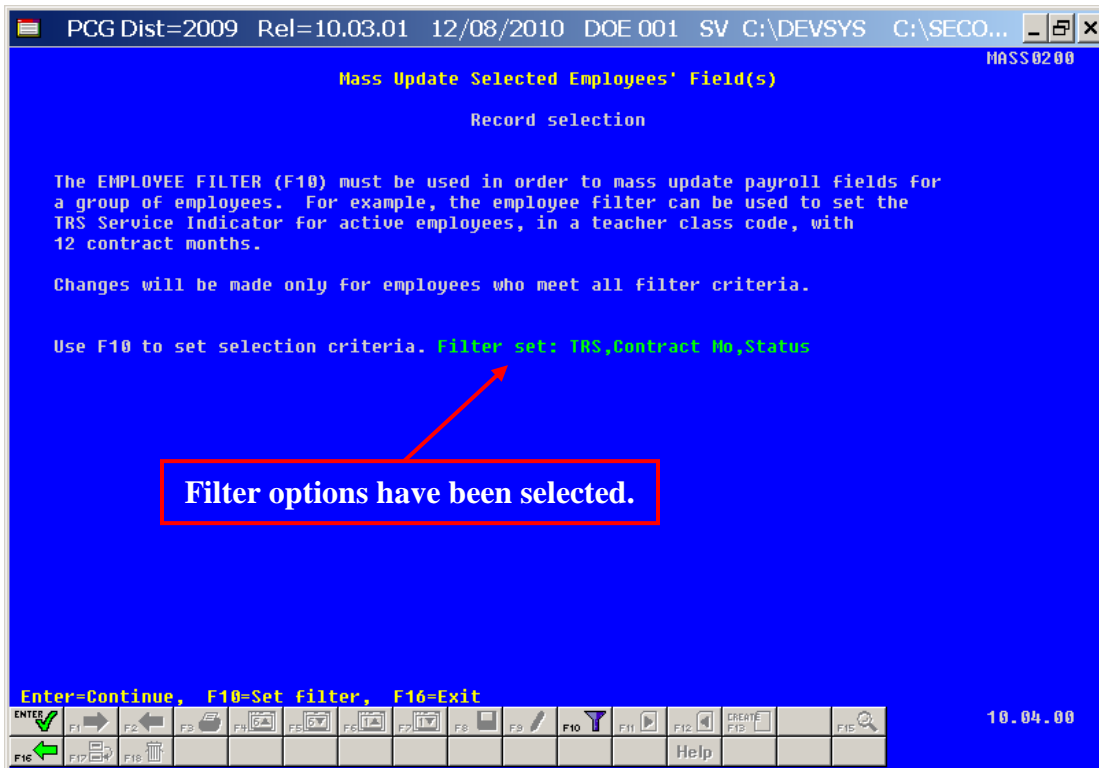 PCG Dist=2009 Rel=10.03.01 12/08/2010 DOE 001 SV C:\DEVSYS C:\SECO...
MASS0200
Mass Update Selected Employees' Field(s)
Record selection
The EMPLOYEE FILTER (F10) must be used in order to mass update payroll fields for
a group of employees. For example, the employee filter can be used to set the
TRS Service Indicator for active employees, in a teacher class code, with
12 contract months.
Changes will be made only for employees who meet all filter criteria.
Use F10 to set selection criteria. Filter set: TRS,Contract Mo,Status
Filter options have been selected.
Enter=Continue, F10=Set filter, F16=Exit
ENTER F1 F2 F3 F4 F5 F6 F7 F8 F9 F10 F11 F12 CREATE F13 F15
10.04.00
F16 F17 F18 Help